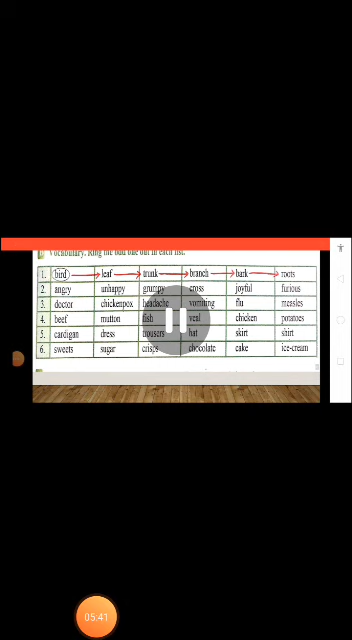 Vocabulary. Ring the odd one out in each list.
1. bird leaf trunk branch bark roots
2. angry unhappy grumpy cross joyful furious
3. doctor chickenpox headache vomiting flu measles
4. beef mutton fish veal chicken potatoes
5. cardigan dress trousers hat skirt shirt
6. sweets sugar crisps chocolate cake ice-cream
05:41